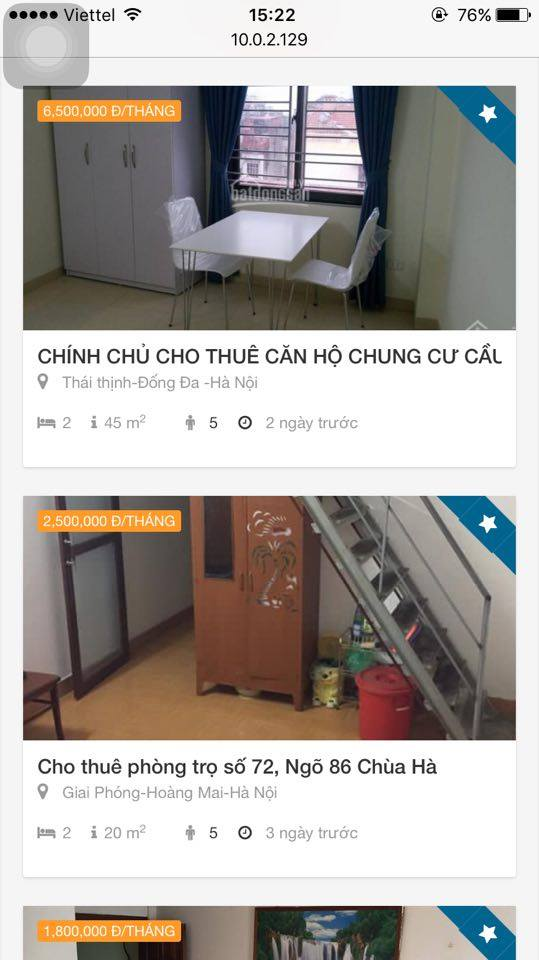 Viettel 15:22 76%
10.0.2.129
6,500,000 Đ/THÁNG
batdongsan
CHÍNH CHỦ CHO THUÊ CĂN HỘ CHUNG CƯ CẦU
Thái thịnh-Đống Đa -Hà Nội
2 45 m² 5 2 ngày trước
2,500,000 Đ/THÁNG
Cho thuê phòng trọ số 72, Ngõ 86 Chùa Hà
Giai Phóng-Hoàng Mai-Hà Nội
2 20 m² 5 3 ngày trước
1,800,000 Đ/THÁNG